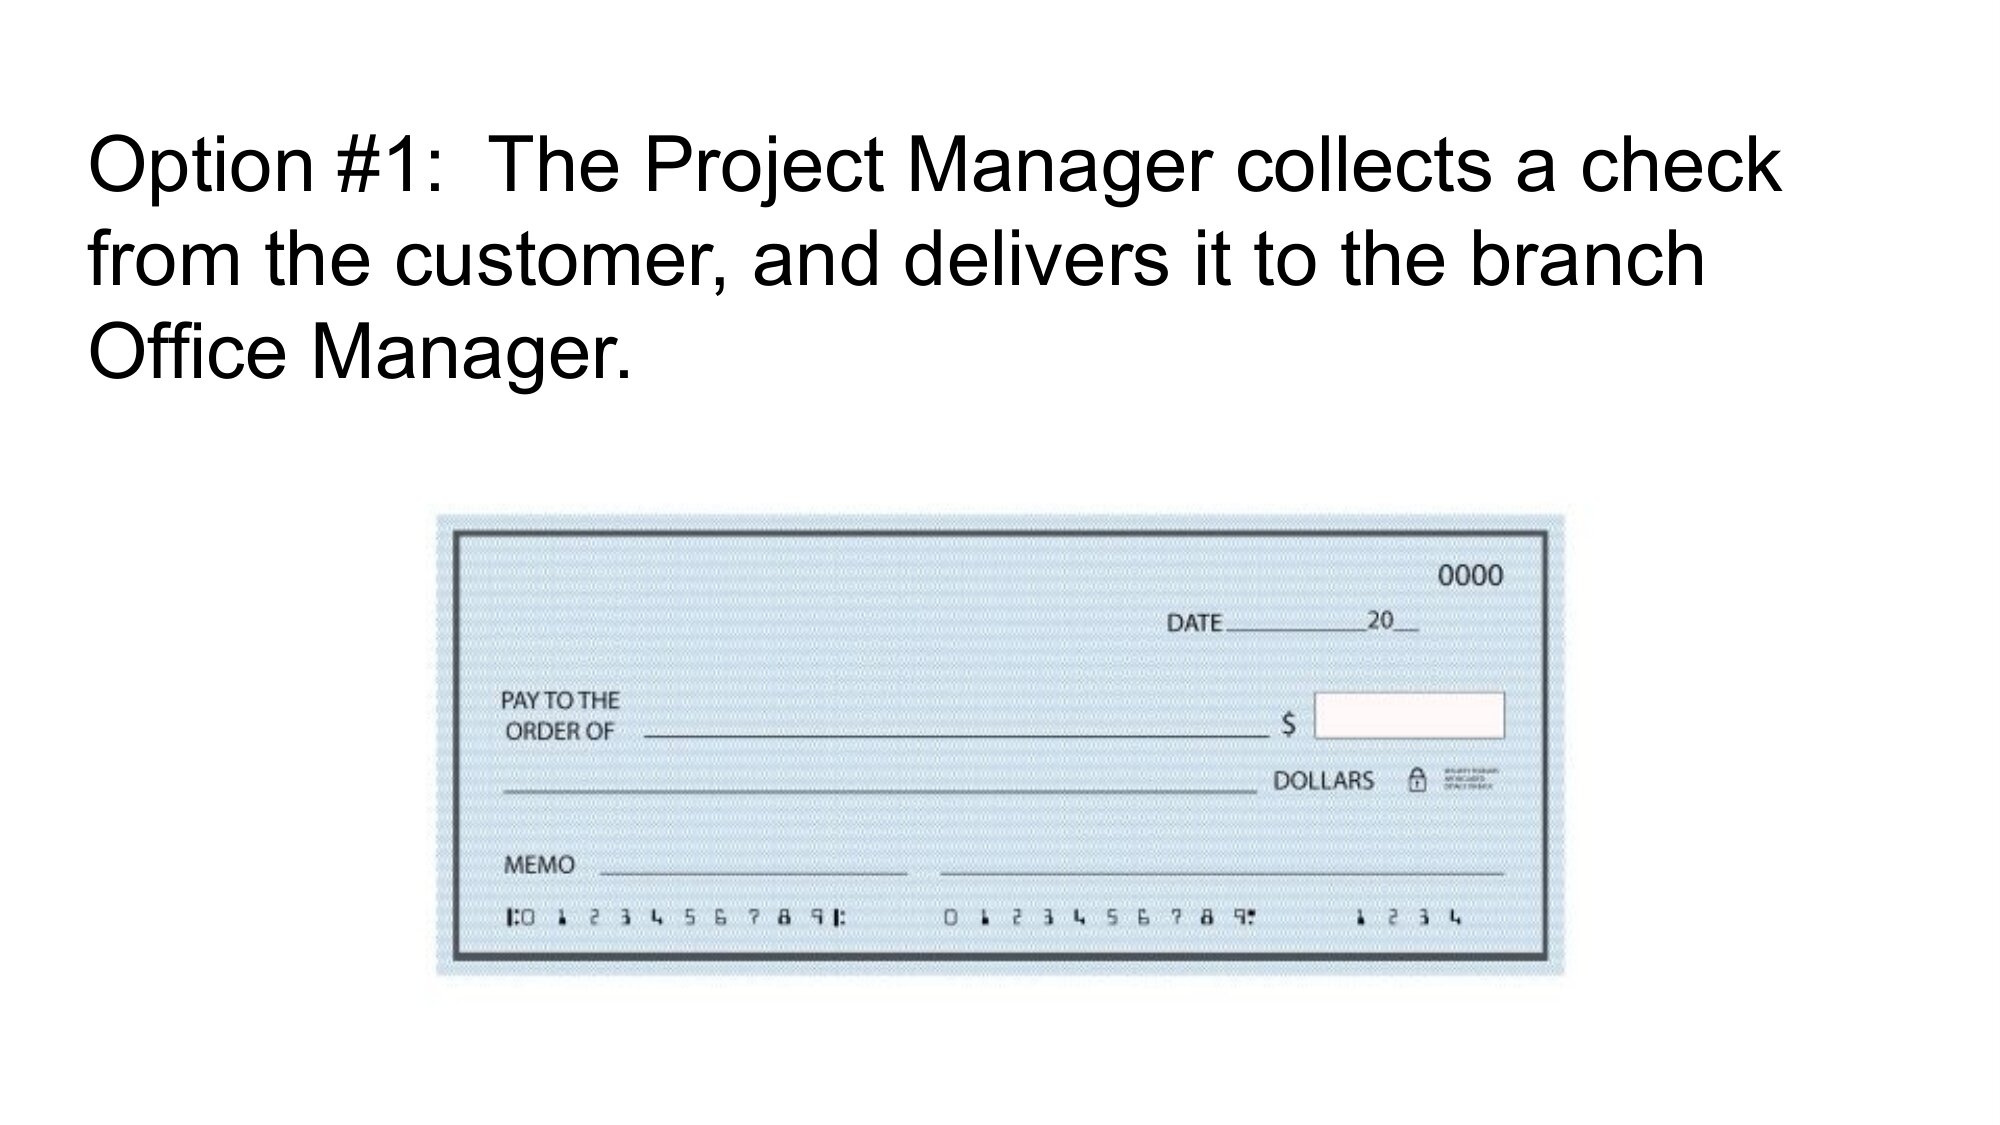 Option #1:  The Project Manager collects a check
from the customer, and delivers it to the branch
Office Manager.
0000
DATE 20
PAY TO THE
ORDER OF $
DOLLARS
MEMO
0 1 2 3 4 5 6 7 8 9 0 1 2 3 4 5 6 7 8 9 1 2 3 4